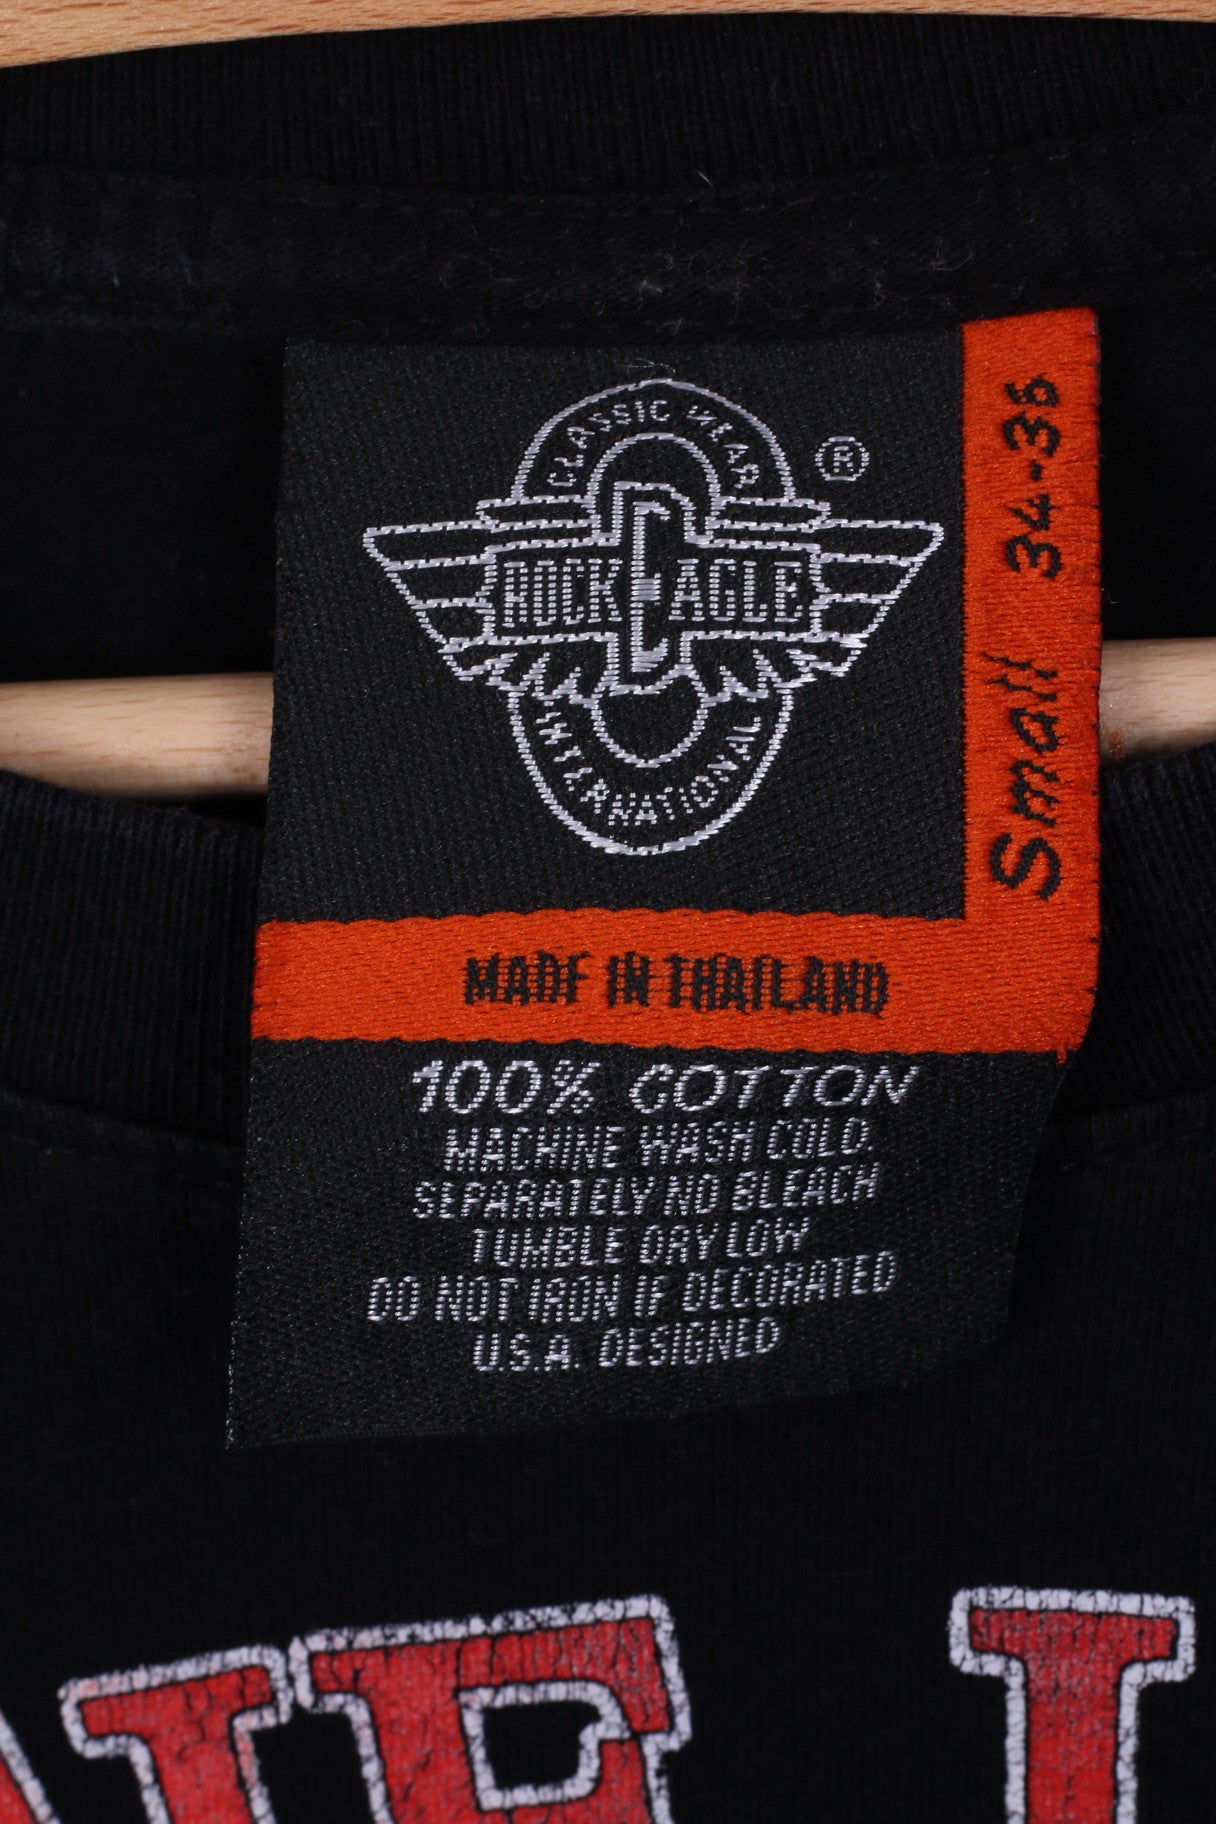 CLASSIC WEAR
®
ROCK EAGLE
INTERNATIONAL
Small 34-36
MADE IN THAILAND
100% COTTON
MACHINE WASH COLD
SEPARATELY NO BLEACH
TUMBLE DRY LOW
DO NOT IRON IF DECORATED
U.S.A. DESIGNED